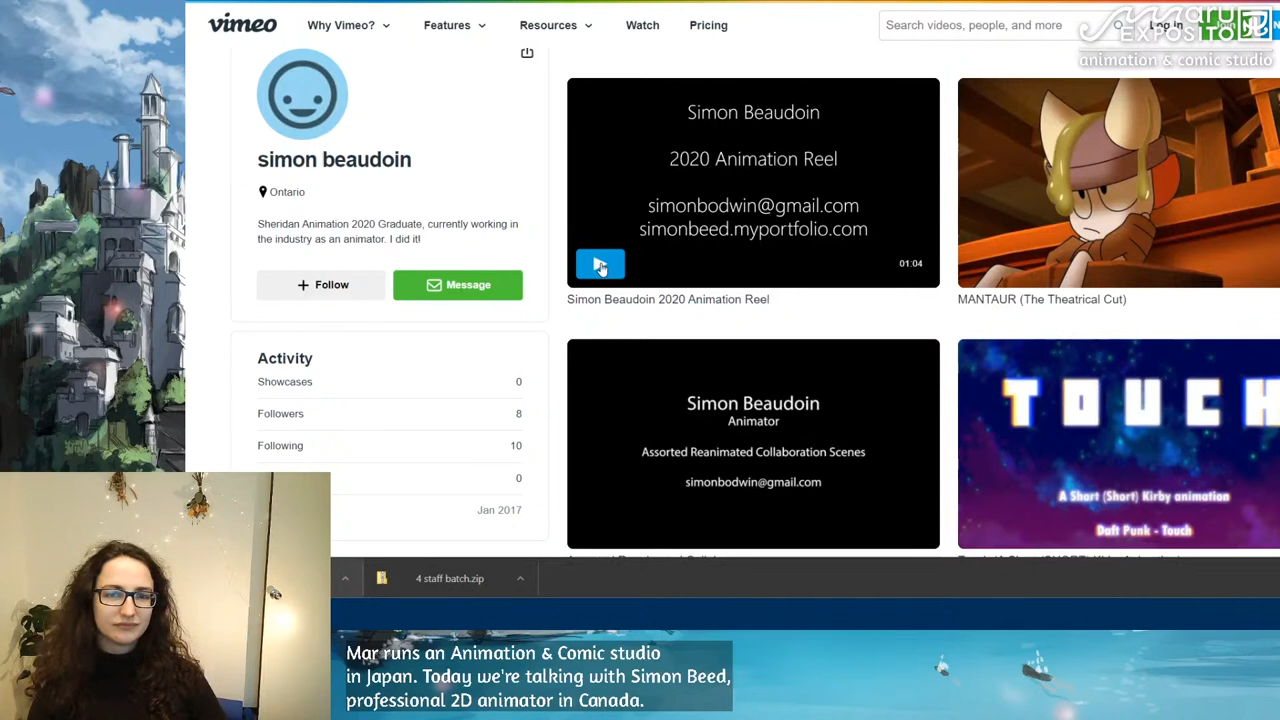 vimeo
Why Vimeo?
Features
Resources
Watch
Pricing
Search videos, people, and more
Log in
maru
EXPOSITO
animation & comic studio
simon beaudoin
Ontario
Sheridan Animation 2020 Graduate, currently working in
the industry as an animator. I did it!
+ Follow
Message
Activity
Showcases 0
Followers 8
Following 10
0
Jan 2017
Simon Beaudoin
2020 Animation Reel
simonbodwin@gmail.com
simonbeed.myportfolio.com
01:04
Simon Beaudoin 2020 Animation Reel
MANTAUR (The Theatrical Cut)
Simon Beaudoin
Animator
Assorted Reanimated Collaboration Scenes
simonbodwin@gmail.com
TOUCH
A Short (Short) Kirby animation
Daft Punk - Touch
4 staff batch.zip
Mar runs an Animation & Comic studio
in Japan. Today we're talking with Simon Beed,
professional 2D animator in Canada.